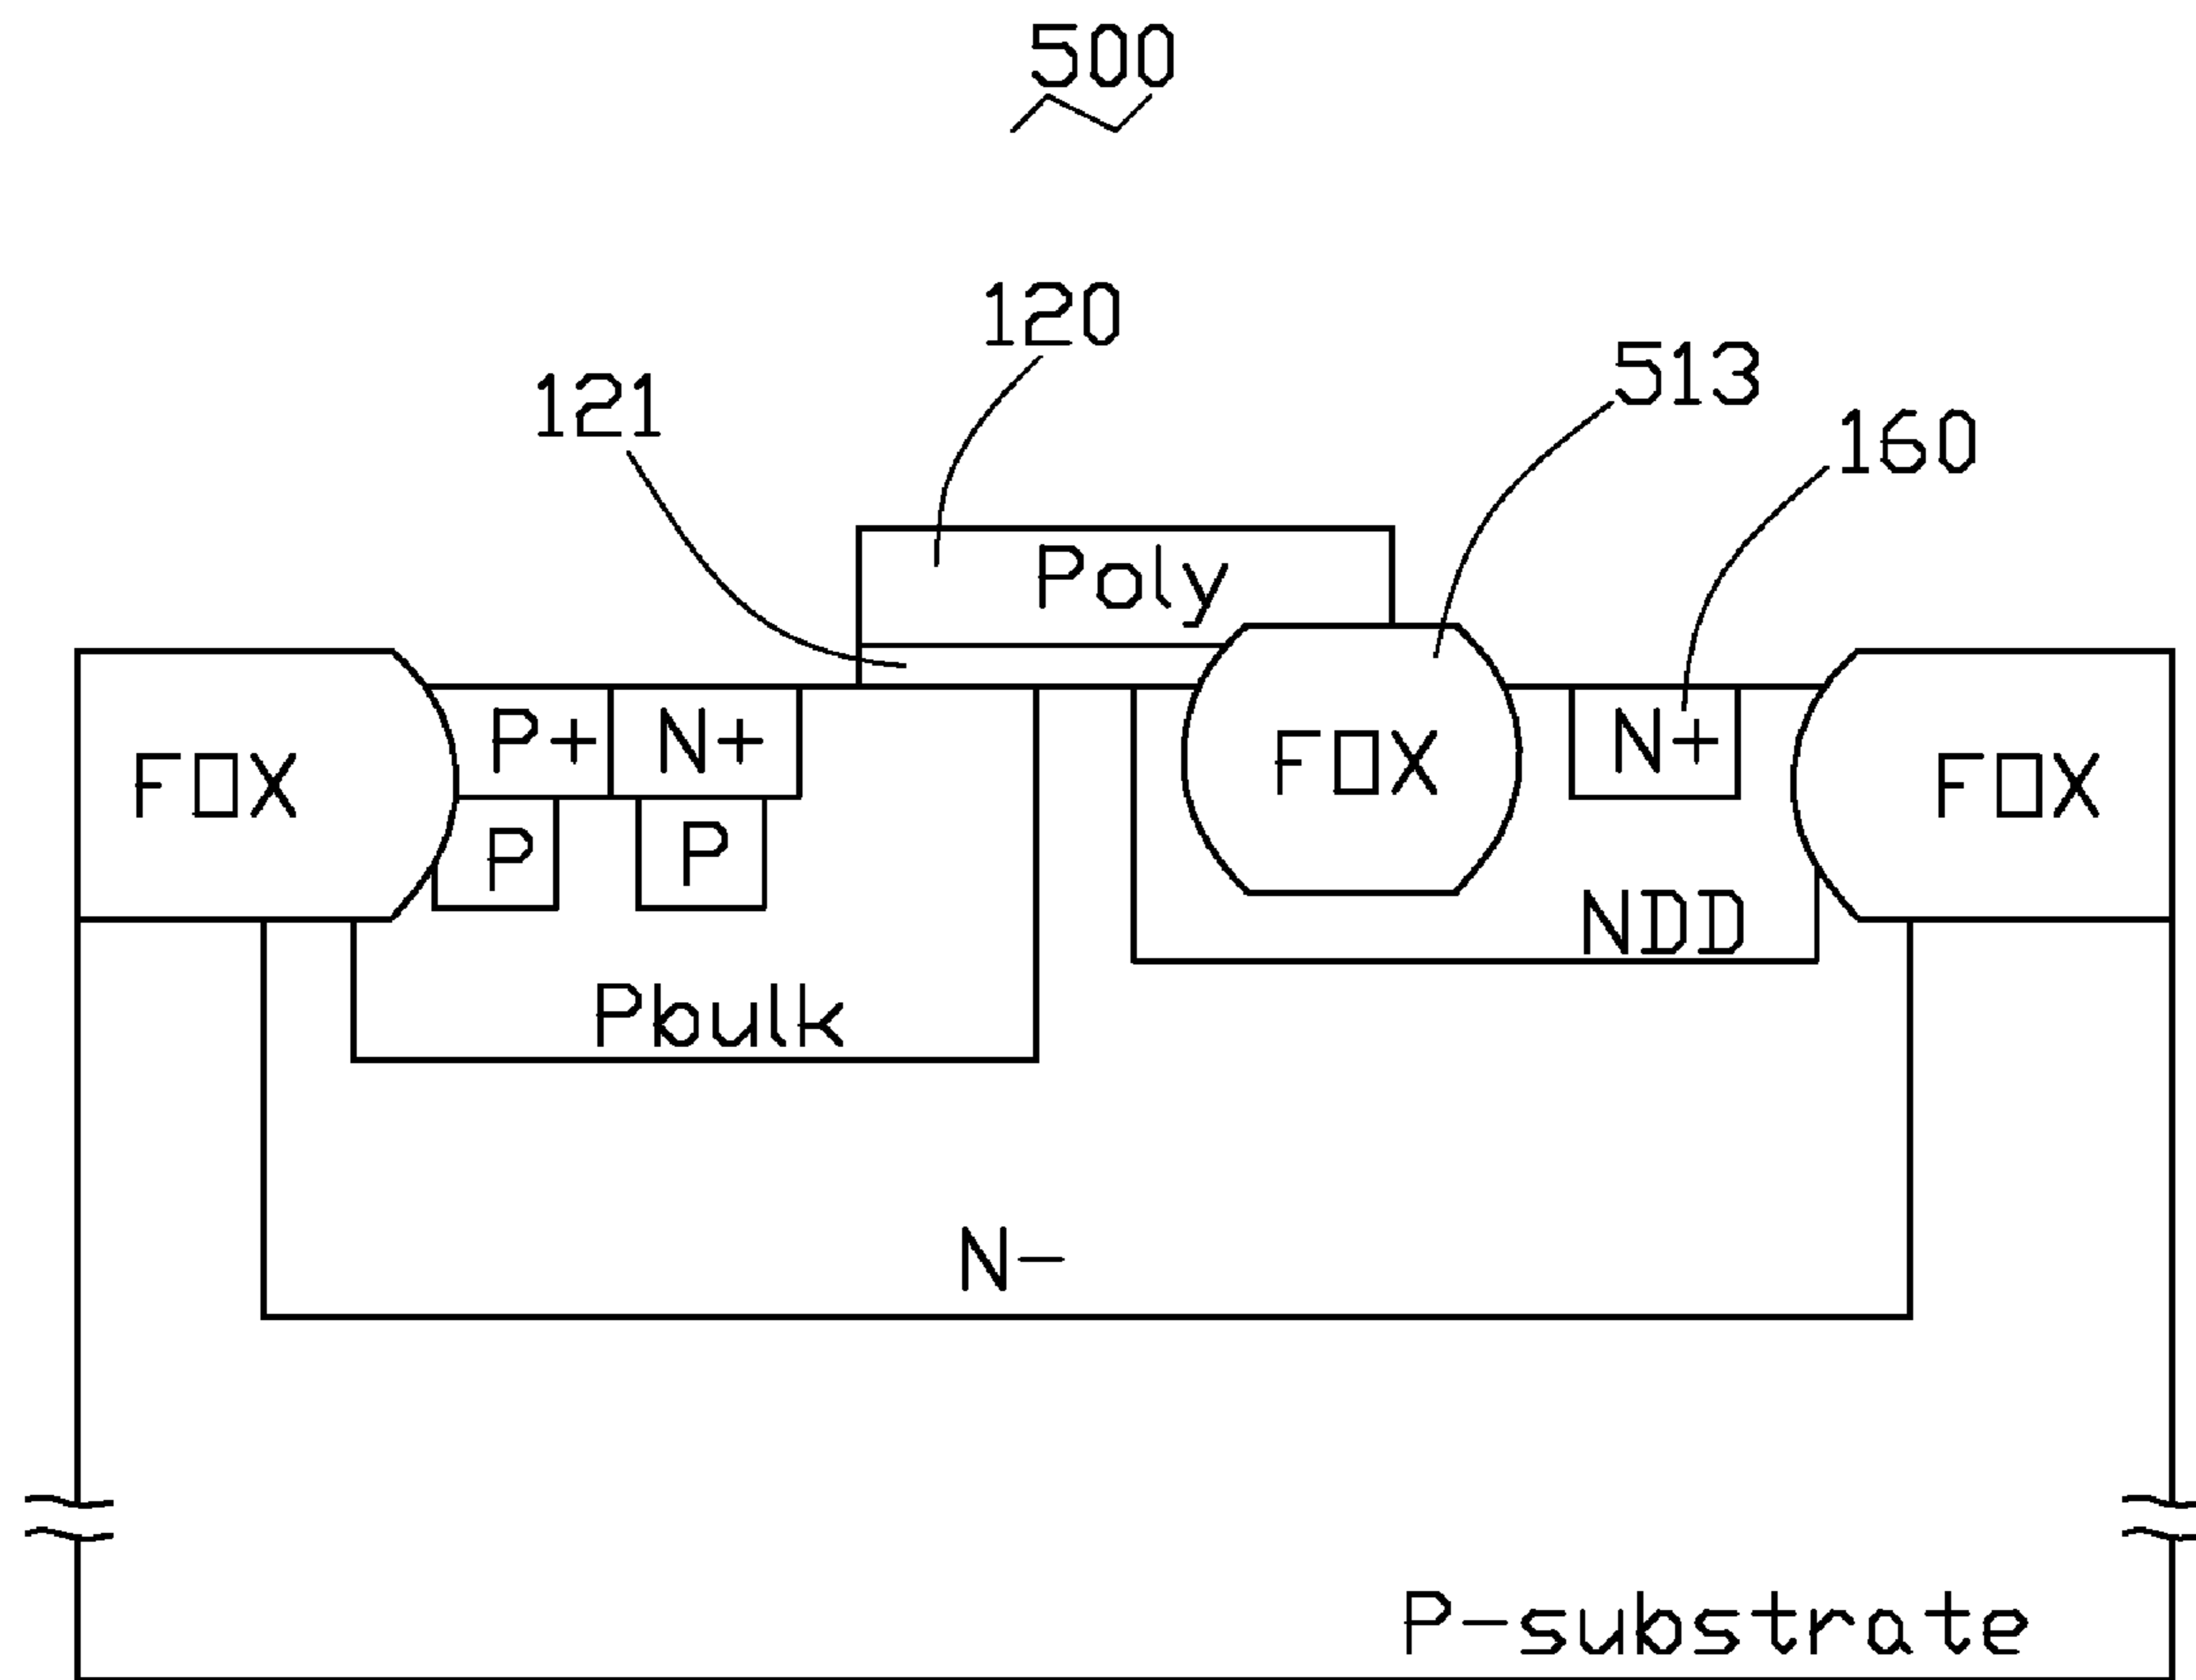 500
120
513
121
160
Poly
P+ N+ N+
FOX FOX FOX
P P
NDD
Pbulk
N-
P-substrate